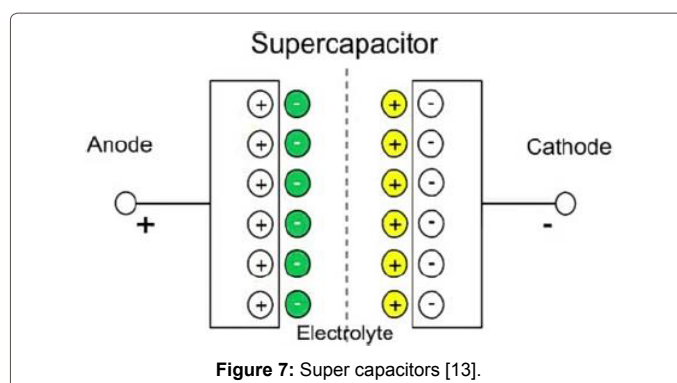 Supercapacitor
Anode
Cathode
+
-
+ - + -
+ - + -
+ - + -
+ - + -
+ - + -
+ - + -
Electrolyte
Figure 7: Super capacitors [13].